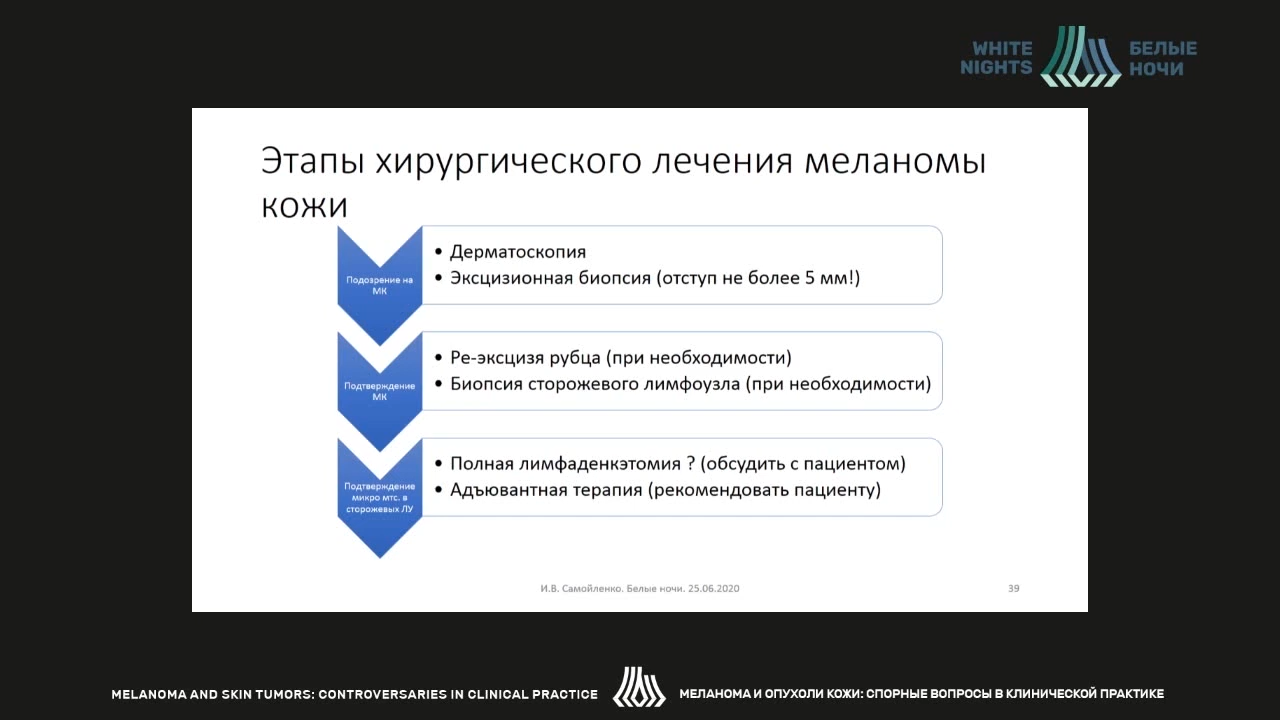 WHITE
NIGHTS
БЕЛЫЕ
НОЧИ
Этапы хирургического лечения меланомы
кожи
Подозрение на
МК
• Дерматоскопия
• Эксцизионная биопсия (отступ не более 5 мм!)
Подтверждение
МК
• Ре-эксцизя рубца (при необходимости)
• Биопсия сторожевого лимфоузла (при необходимости)
Подтверждение
микро мтс. в
сторожевых ЛУ
• Полная лимфаденкэтомия ? (обсудить с пациентом)
• Адъювантная терапия (рекомендовать пациенту)
И.В. Самойленко. Белые ночи. 25.06.2020
39
MELANOMA AND SKIN TUMORS: CONTROVERSARIES IN CLINICAL PRACTICE
МЕЛАНОМА И ОПУХОЛИ КОЖИ: СПОРНЫЕ ВОПРОСЫ В КЛИНИЧЕСКОЙ ПРАКТИКЕ